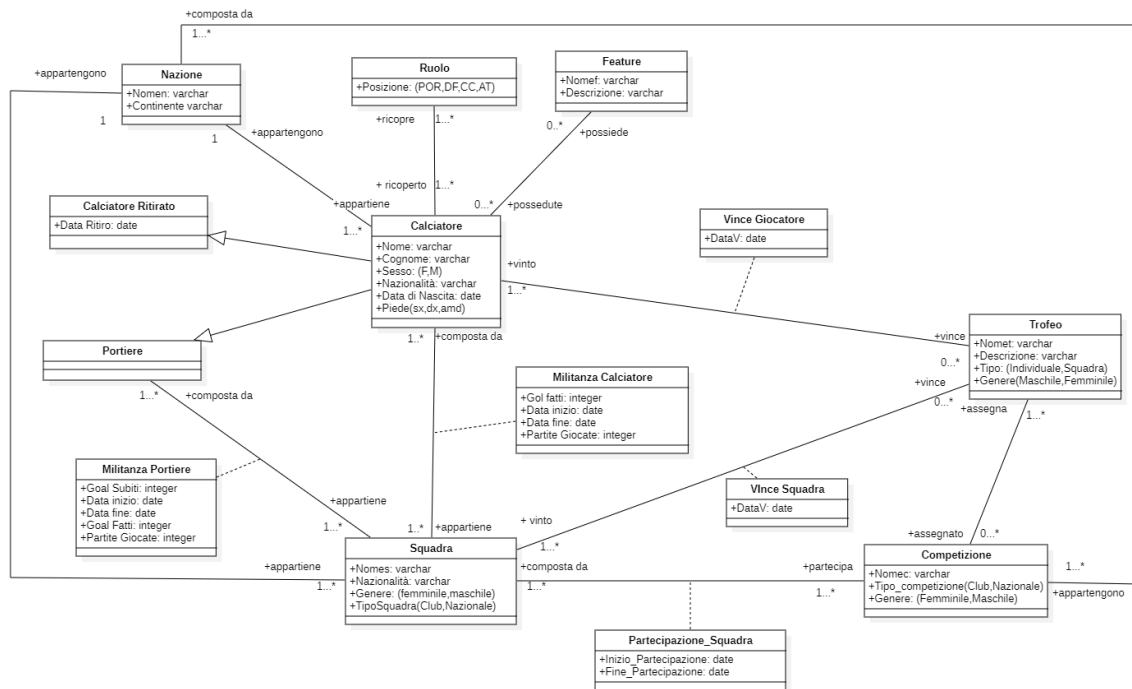 +composta da
1...*
+appartengono
Nazione
+Nomen: varchar
+Continente varchar
1
1
+appartengono
Ruolo
+Posizione: (POR,DF,CC,AT)
+ricopre
1...*
Feature
+Nomef: varchar
+Descrizione: varchar
0..*
+possiede
+ ricoperto
1...*
+appartiene
1...*
0...*
+possedute
Calciatore Ritirato
+Data Ritiro: date
Calciatore
+Nome: varchar
+Cognome: varchar
+Sesso: (F,M)
+Nazionalità: varchar
+Data di Nascita: date
+Piede(sx,dx,amd)
+vinto
1...*
Vince Giocatore
+DataV: date
1..*
+composta da
Portiere
1...*
+composta da
+vince
0...*
Trofeo
+Nomet: varchar
+Descrizione: varchar
+Tipo: (Individuale,Squadra)
+Genere(Maschile,Femminile)
+vince
0...*
+assegna
1...*
Militanza Calciatore
+Gol fatti: integer
+Data inizio: date
+Data fine: date
+Partite Giocate: integer
Militanza Portiere
+Goal Subiti: integer
+Data inizio: date
+Data fine: date
+Goal Fatti: integer
+Partite Giocate: integer
+appartiene
1...*
1..*
+appartiene
VInce Squadra
+DataV: date
+ vinto
1...*
+assegnato
0...*
+appartiene
1...*
Squadra
+Nomes: varchar
+Nazionalità: varchar
+Genere: (femminile,maschile)
+TipoSquadra(Club,Nazionale)
+composta da
1...*
+partecipa
1...*
Competizione
+Nomec: varchar
+Tipo_competizione(Club,Nazionale)
+Genere: (Femminile,Maschile)
1...*
+appartengono
Partecipazione_Squadra
+Inizio_Partecipazione: date
+Fine_Partecipazione: date